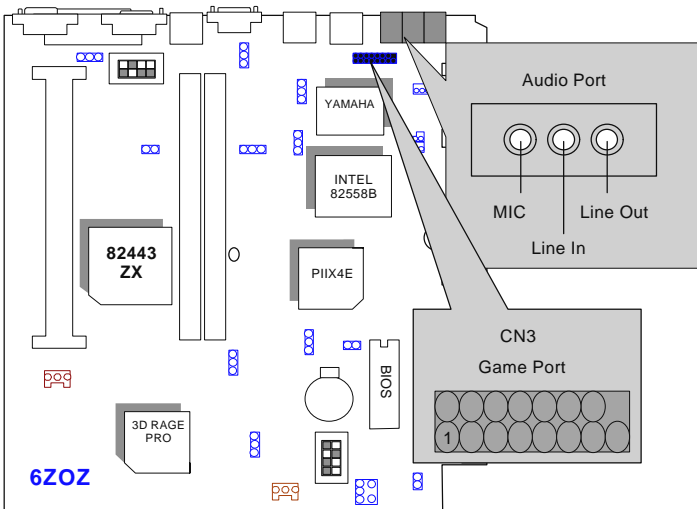 Audio Port
MIC
Line Out
Line In
YAMAHA
INTEL
82558B
82443
ZX
PIIX4E
CN3
Game Port
1
BIOS
3D RAGE
PRO
6ZOZ